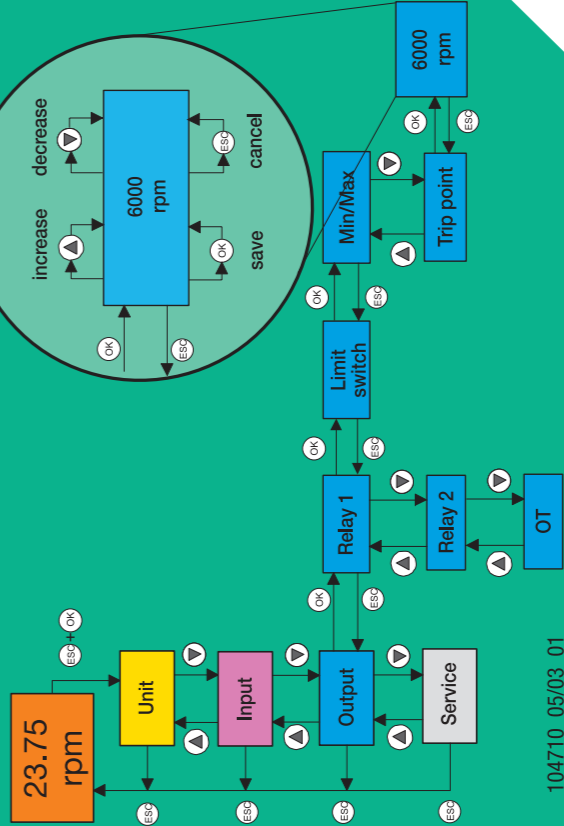 increase
decrease
6000
rpm
OK
ESC
OK
ESC
save
cancel
23.75
rpm
ESC + OK
Unit
Input
Output
Service
ESC
ESC
ESC
ESC
OK
ESC
Relay 1
Relay 2
OT
OK
ESC
Limit
switch
OK
ESC
Min/Max
Trip point
OK
ESC
6000
rpm
104710 05/03 01